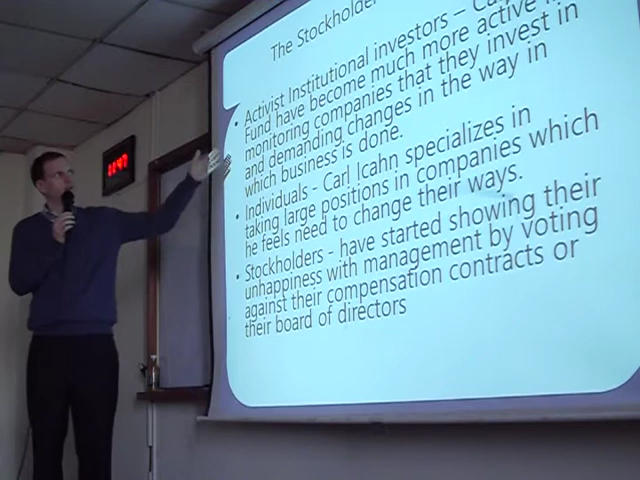 The Stockholder
• Activist Institutional investors –
Fund have become much more active
monitoring companies that they invest in
and demanding changes in the way in
which business is done.
• Individuals - Carl Icahn specializes in
taking large positions in companies which
he feels need to change their ways.
• Stockholders - have started showing their
unhappiness with management by voting
against their compensation contracts or
their board of directors